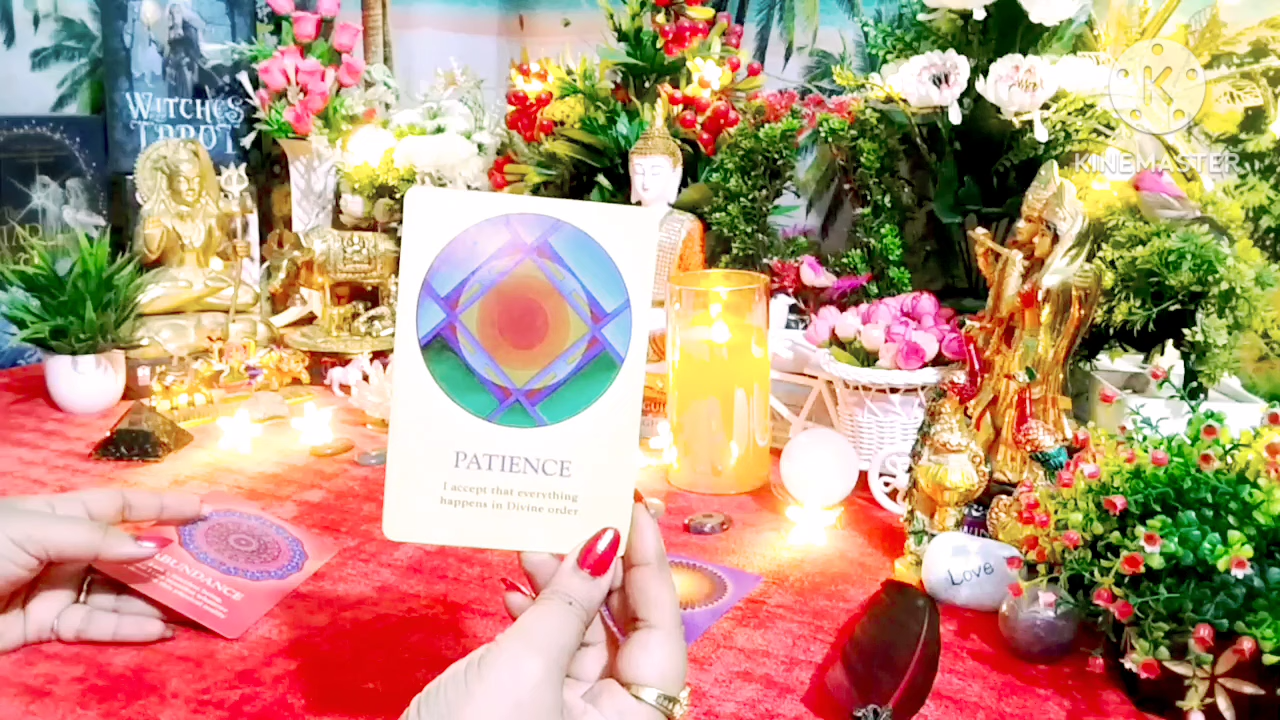 WITCHES
TAROT
K
KINEMASTER
PATIENCE
I accept that everything
happens in Divine order
ABUNDANCE
Love